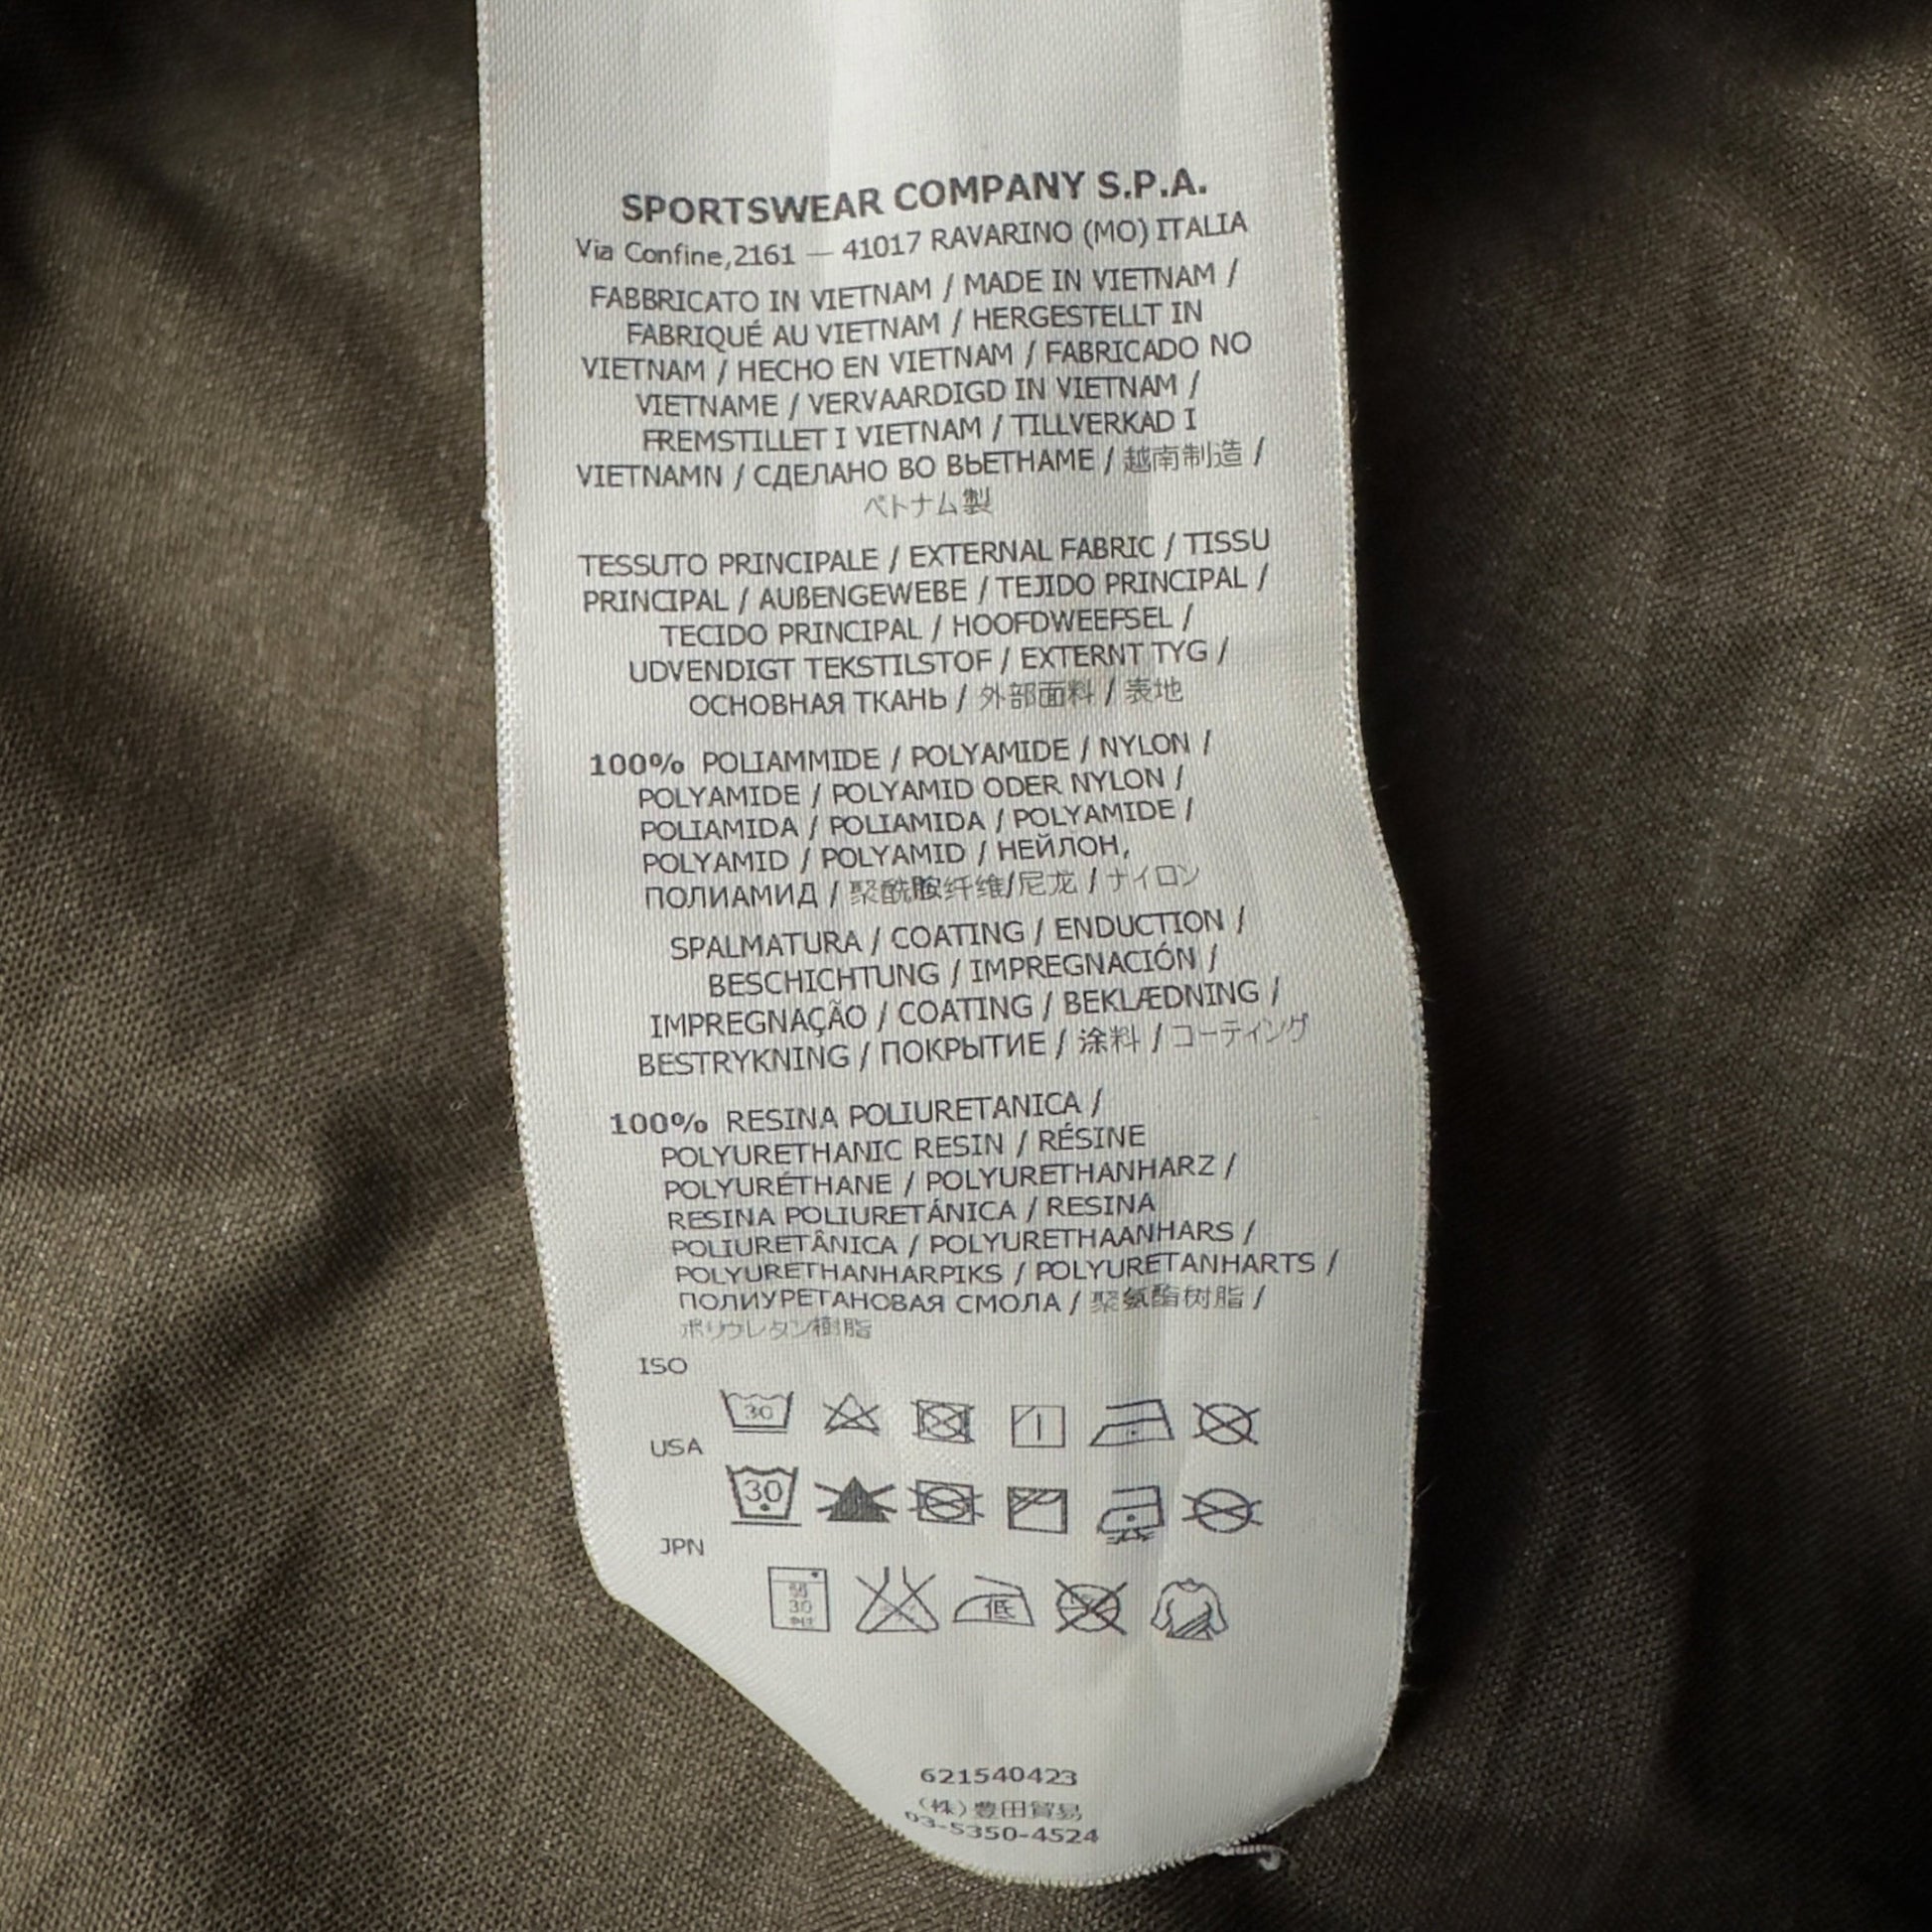 SPORTSWEAR COMPANY S.P.A.
Via Confine,2161 — 41017 RAVARINO (MO) ITALIA
FABBRICATO IN VIETNAM / MADE IN VIETNAM /
FABRIQUÉ AU VIETNAM / HERGESTELLT IN
VIETNAM / HECHO EN VIETNAM / FABRICADO NO
VIETNAME / VERVAARDIGD IN VIETNAM /
FREMSTILLET I VIETNAM / TILLVERKAD I
VIETNAMN / СДЕЛАНО ВО ВЬЕТНАМЕ / 越南制造 /
ベトナム製
TESSUTO PRINCIPALE / EXTERNAL FABRIC / TISSU
PRINCIPAL / AUßENGEWEBE / TEJIDO PRINCIPAL /
TECIDO PRINCIPAL / HOOFDWEEFSEL /
UDVENDIGT TEKSTILSTOF / EXTERNT TYG /
ОСНОВНАЯ ТКАНЬ / 外部面料 / 表地
100% POLIAMMIDE / POLYAMIDE / NYLON /
POLYAMIDE / POLYAMID ODER NYLON /
POLIAMIDA / POLIAMIDA / POLYAMIDE /
POLYAMID / POLYAMID / НЕЙЛОН,
ПОЛИАМИД / 聚酰胺纤维/尼龙 / ナイロン
SPALMATURA / COATING / ENDUCTION /
BESCHICHTUNG / IMPREGNACIÓN /
IMPREGNAÇÃO / COATING / BEKLÆDNING /
BESTRYKNING / ПОКРЫТИЕ / 涂料 / コーティング
100% RESINA POLIURETANICA /
POLYURETHANIC RESIN / RÉSINE
POLYURÉTHANE / POLYURETHANHARZ /
RESINA POLIURETÁNICA / RESINA
POLIURETÂNICA / POLYURETHAANHARS /
POLYURETHANHARPIKS / POLYURETANHARTS /
ПОЛИУРЕТАНОВАЯ СМОЛА / 聚氨酯树脂 /
ポリウレタン樹脂
ISO
30
USA
30
JPN
弱
30
低
621540423
(株)豊田貿易
03-5350-4524